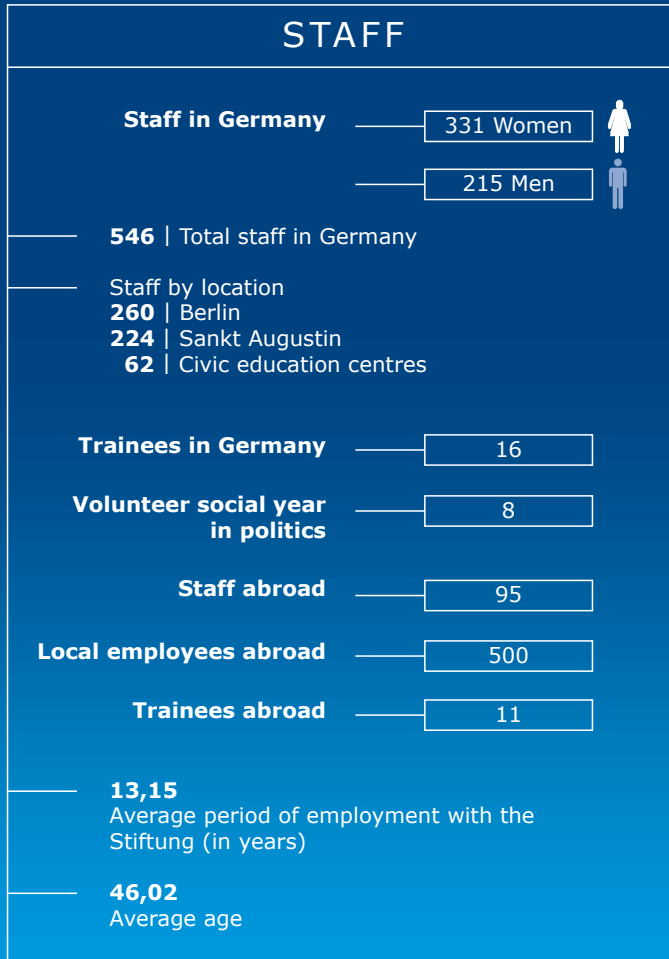 STAFF
Staff in Germany
331 Women
215 Men
546 | Total staff in Germany
Staff by location
260 | Berlin
224 | Sankt Augustin
62 | Civic education centres
Trainees in Germany
16
Volunteer social year
in politics
8
Staff abroad
95
Local employees abroad
500
Trainees abroad
11
13,15
Average period of employment with the
Stiftung (in years)
46,02
Average age